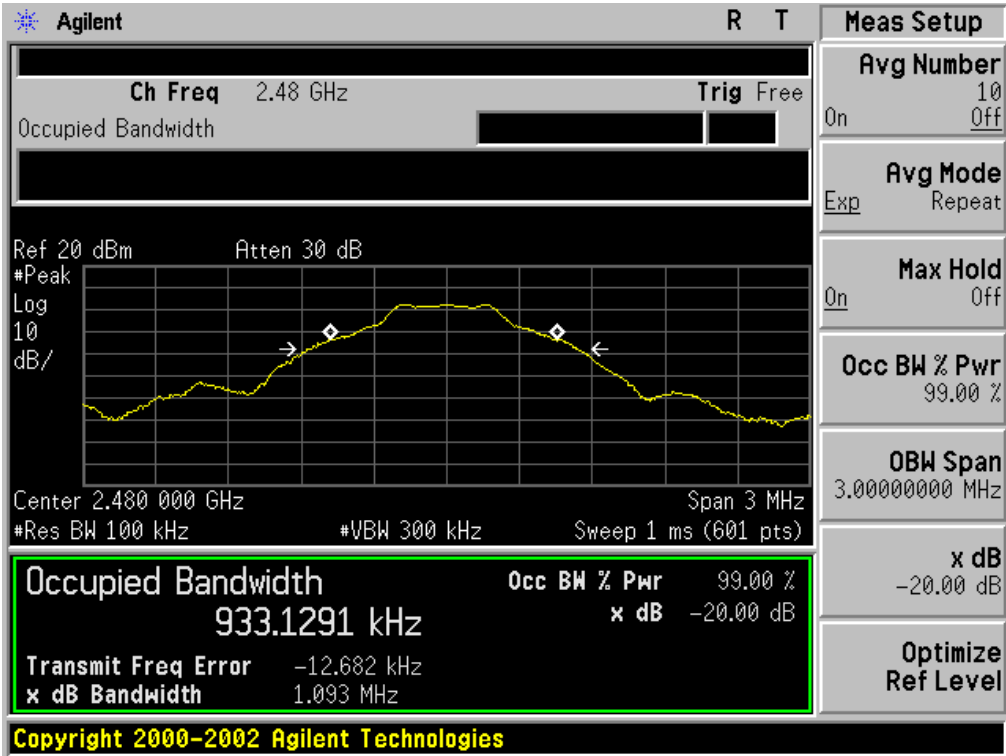 Agilent R T
Meas Setup
Ch Freq 2.48 GHz Trig Free
Occupied Bandwidth
Ref 20 dBm Atten 30 dB
#Peak
Log
10
dB/
Center 2.480 000 GHz Span 3 MHz
#Res BW 100 kHz #VBW 300 kHz Sweep 1 ms (601 pts)
Occupied Bandwidth
933.1291 kHz
Occ BW % Pwr 99.00 %
x dB -20.00 dB
Transmit Freq Error -12.682 kHz
x dB Bandwidth 1.093 MHz
Avg Number
10
On Off
Avg Mode
Exp Repeat
Max Hold
On Off
Occ BW % Pwr
99.00 %
OBW Span
3.00000000 MHz
x dB
-20.00 dB
Optimize
Ref Level
Copyright 2000-2002 Agilent Technologies